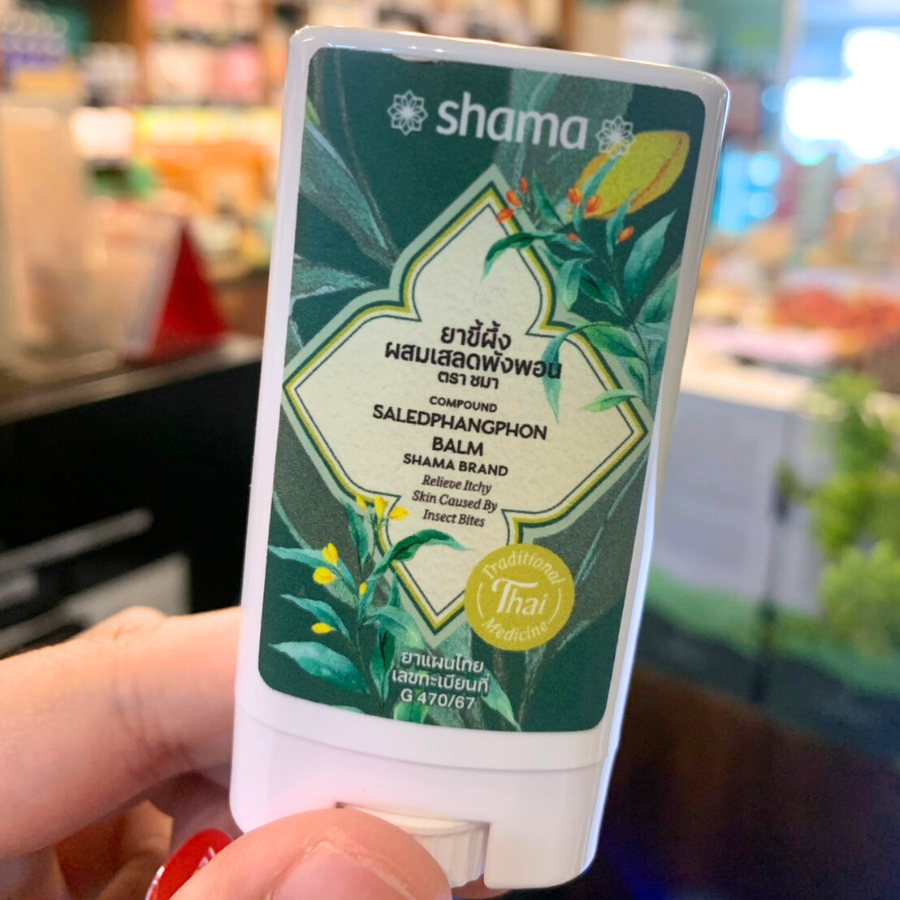 shama
ยาขี้ผึ้ง
ผสมเสลดพังพอน
ตรา ชมา
COMPOUND
SALEDPHANGPHON
BALM
SHAMA BRAND
Relieve Itchy
Skin Caused By
Insect Bites
Traditional
Thai
Medicine
ยาแผนไทย
เลขทะเบียนที่
G 470/67